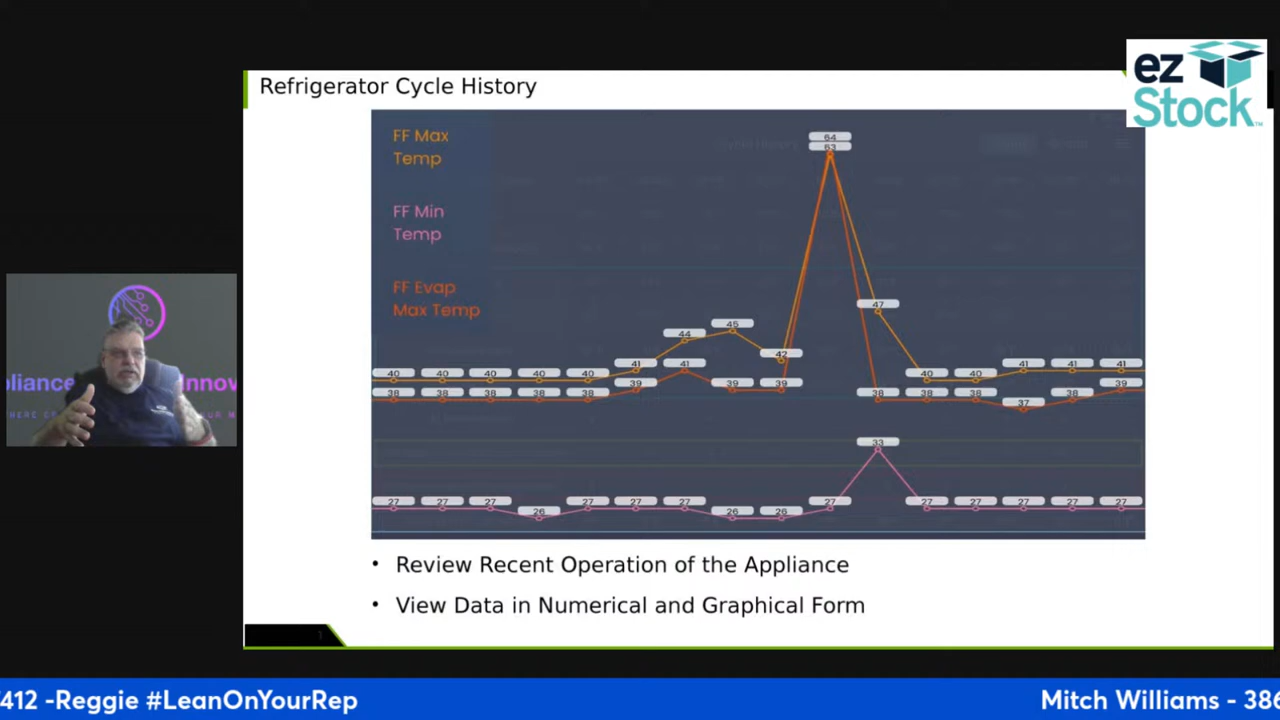 ez
Stock™
Refrigerator Cycle History
FF Max
Temp
FF Min
Temp
FF Evap
Max Temp
64
63
47
45
44
42
41
40 40 40 40 40 41 40 40 41 41 41
38 38 38 38 38 39 39 39 38 38 38 37 38 39
33
27 27 27 26 27 27 27 26 26 27 27 27 27 27 27
• Review Recent Operation of the Appliance
• View Data in Numerical and Graphical Form
1
pliance Innov
412 -Reggie #LeanOnYourRep
Mitch Williams - 386